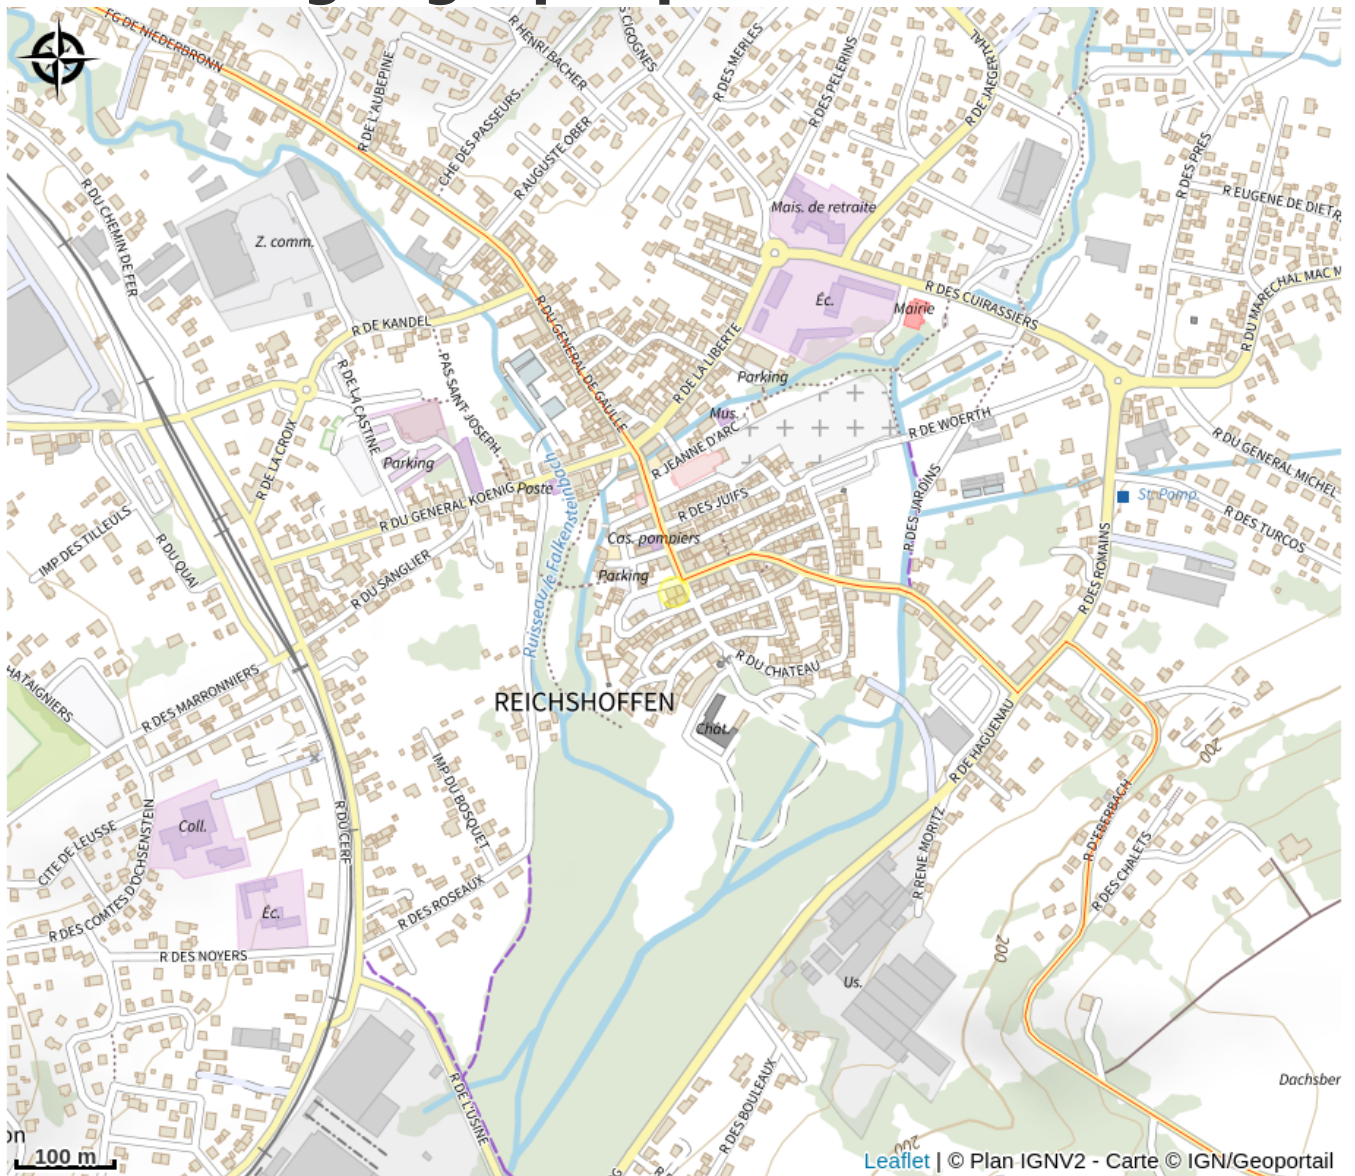 FG DE NIEDERBRONN
R HENRI BACHER
R DES MERLES
R DES PELERINS
R DE JAEGERTHAL
R DE L'AUBEPINE
CHE DES PASSEURS
R AUGUSTE OBER
R DES PRES
R EUGENE DE DIETR
R DU CHEMIN DE FER
Z. comm.
Mais. de retraite
R DES CUIRASSIERS
Éc.
Mairie
R DU MARECHAL MAC M
R DE KANDEL
R DU GENERAL DE GAULLE
R DE LA LIBERTE
PAS SAINT JOSEPH
R DE LA CASTINE
Parking
Mus.
R JEANNE D'ARC
R DE WOERTH
R DE LA CROIX
Parking
Poste
R DU GENERAL KOENIG
R DES JUIFS
R DES JARDINS
R DU GENERAL MICHEL
St. Pomp.
R DES TURCOS
IMP DES TILLEULS
R DU QUAI
R DU SANGLIER
Ruisseau le Falkensteinbach
Cas. pompiers
Parking
R DES ROMAINS
R DU CHATEAU
REICHSHOFFEN
Chât.
HATAIGNIERS
R DES MARRONNIERS
R DE HAGUENAU
200
IMP DU BOSQUET
R D'EBERBACH
R DES CHALETS
R RENE MORITZ
Coll.
CITE DE LEUSSE
R DU CERF
R DES COMTES D'OCHSENSTEIN
Éc.
R DES ROSEAUX
R DES NOYERS
200
Us.
R DE L'USINE
R DES BOULEAUX
Dachsber
200
100 m
Leaflet | © Plan IGNV2 - Carte © IGN/Geoportail